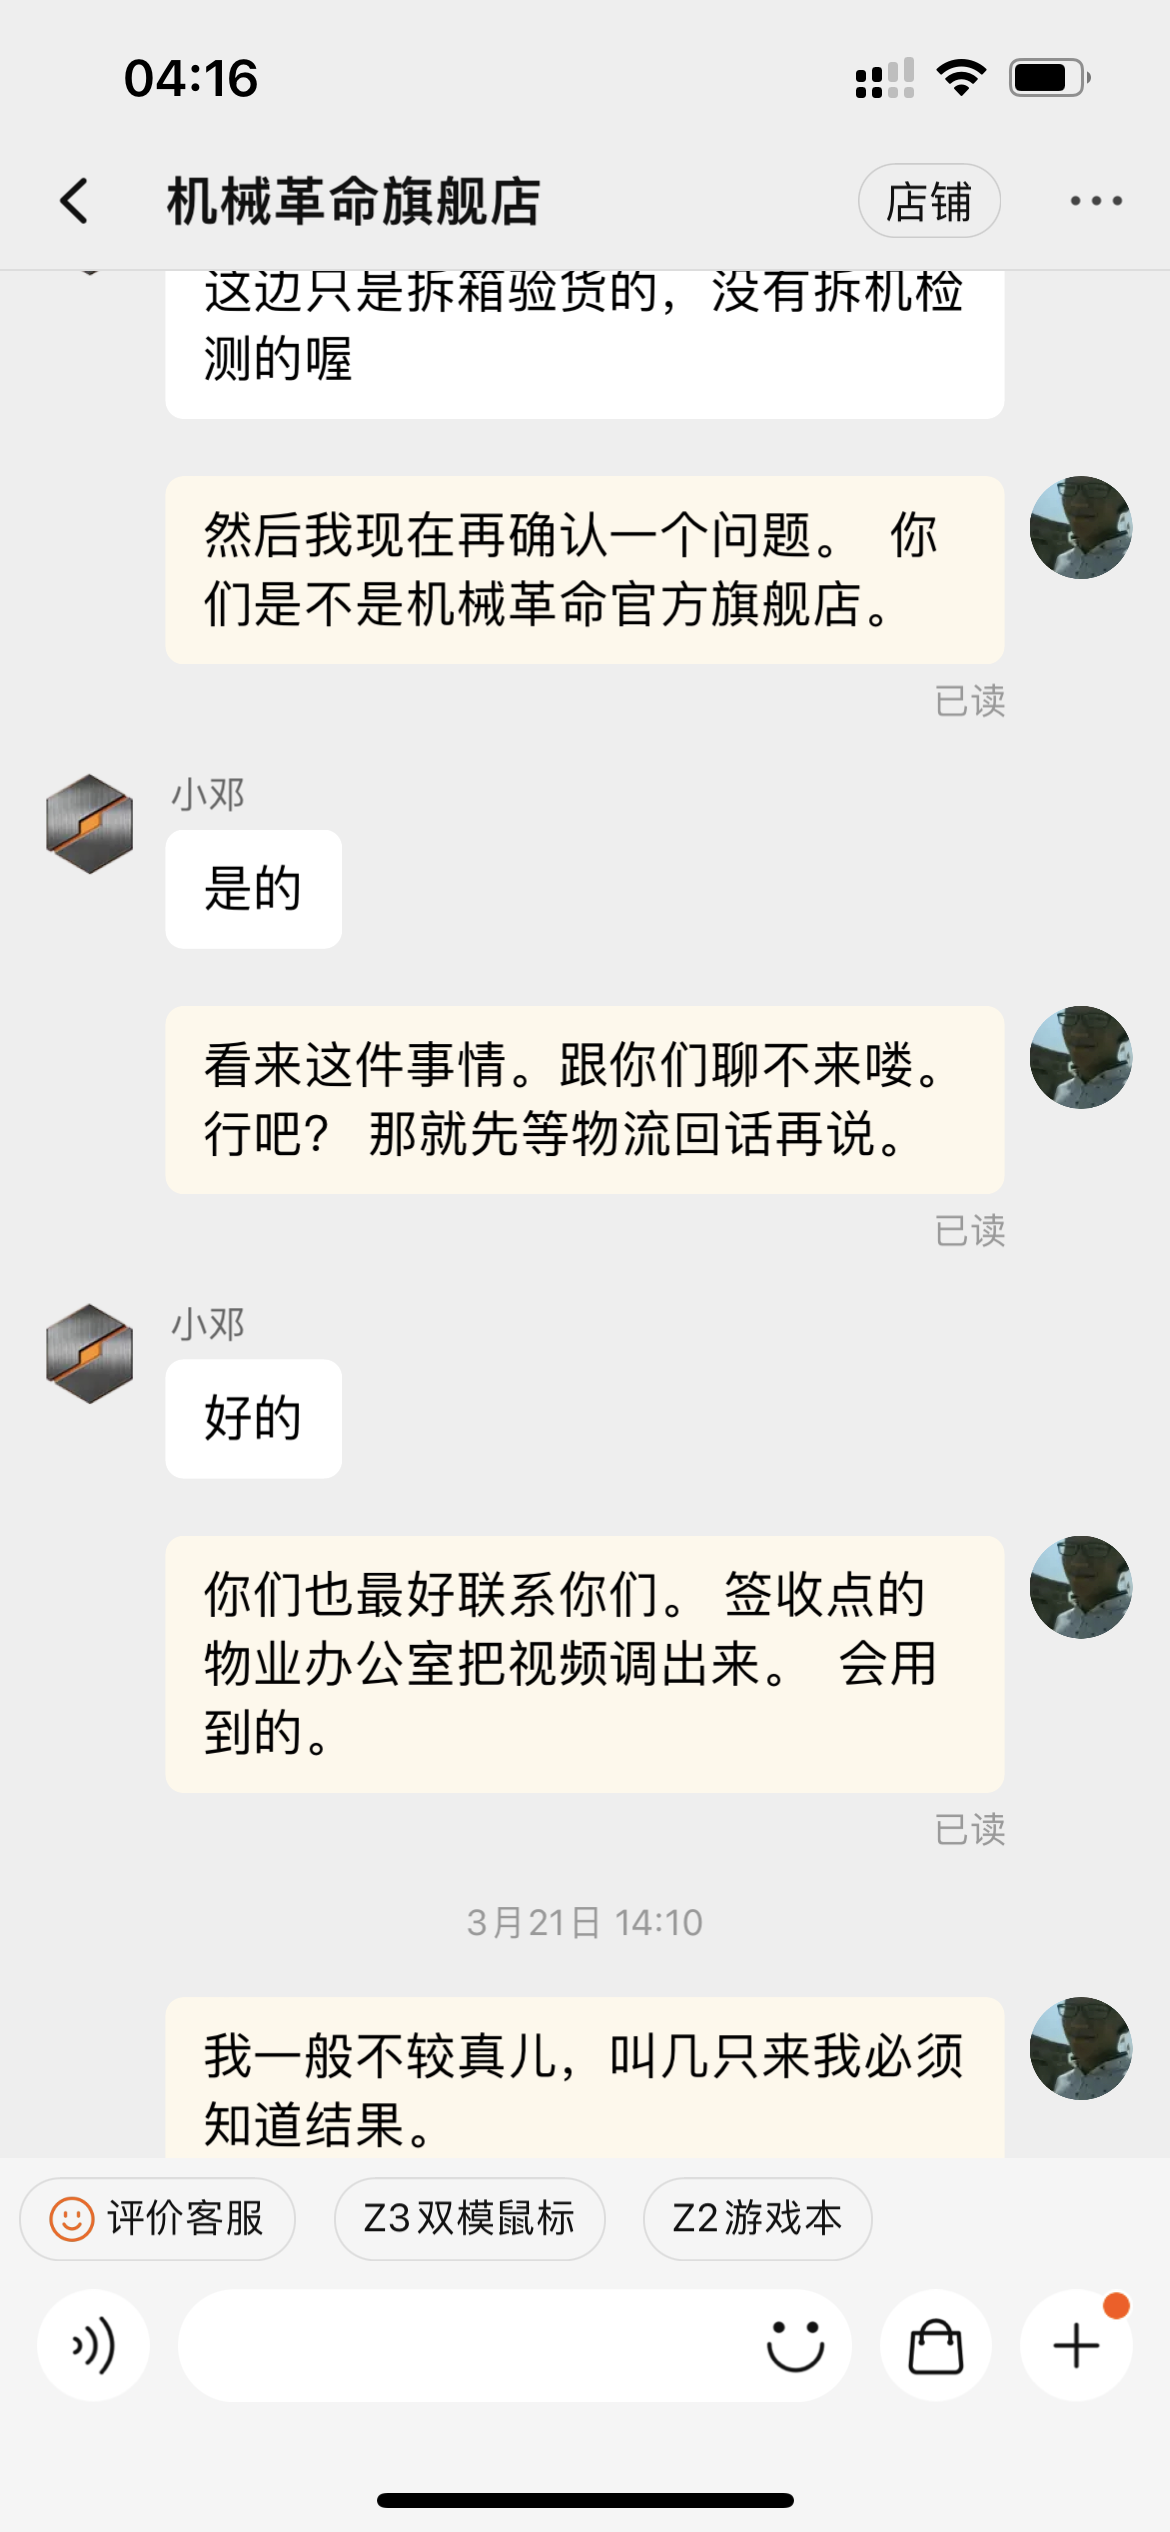 04:16
机械革命旗舰店
店铺
这边只是拆箱验货的，没有拆机检
测的喔
然后我现在再确认一个问题。 你
们是不是机械革命官方旗舰店。
已读
小邓
是的
看来这件事情。跟你们聊不来喽。
行吧？ 那就先等物流回话再说。
已读
小邓
好的
你们也最好联系你们。 签收点的
物业办公室把视频调出来。 会用
到的。
已读
3月21日 14:10
我一般不较真儿，叫几只来我必须
知道结果。
评价客服
Z3双模鼠标
Z2游戏本